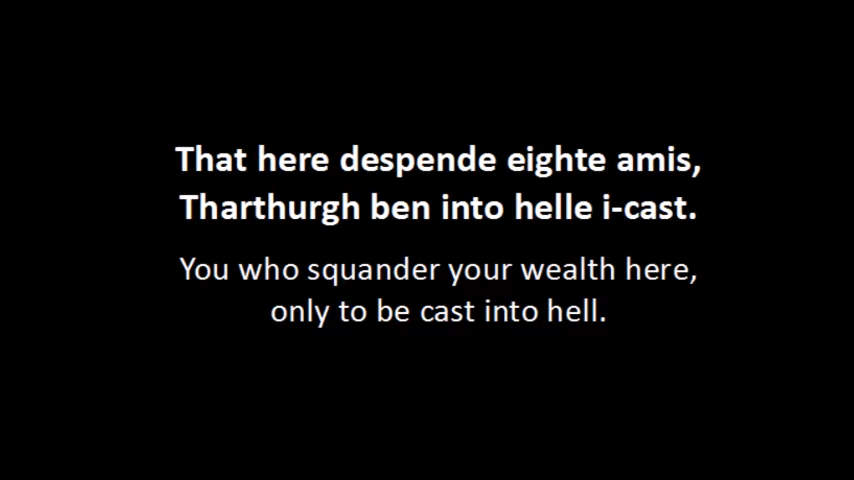 That here despende eighte amis,
Tharthurgh ben into helle i-cast.
You who squander your wealth here,
only to be cast into hell.